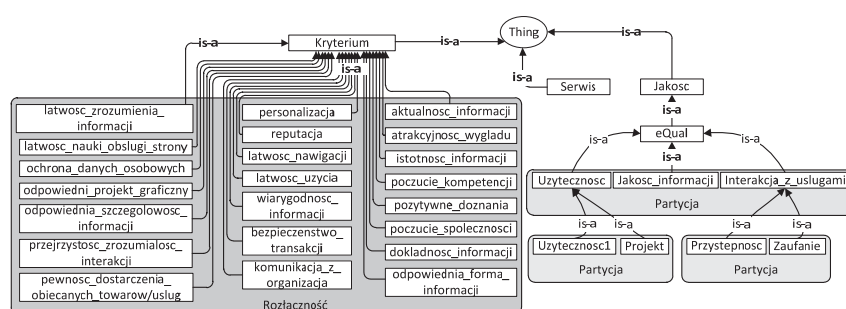 is-a
Kryterium
is-a
Thing
is-a
is-a
is-a
Serwis
Jakosc
is-a
is-a
eQual
is-a
is-a
Uzytecznosc
Jakosc_informacji
Interakcja_z_uslugami
Partycja
is-a
is-a
is-a
is-a
Uzytecznosc1
Projekt
Partycja
Przystepnosc
Zaufanie
Partycja
latwosc_zrozumienia_
informacji
latwosc_nauki_obslugi_strony
ochrona_danych_osobowych
odpowiedni_projekt_graficzny
odpowiednia_szczegolowosc_
informacji
przejrzystosc_zrozumialosc_
interakcji
pewnosc_dostarczenia_
obiecanych_towarow/uslug
personalizacja
reputacja
latwosc_nawigacji
latwosc_uzycia
wiarygodnosc_
informacji
bezpieczenstwo_
transakcji
komunikacja_z_
organizacja
aktualnosc_informacji
atrakcyjnosc_wygladu
istotnosc_informacji
poczucie_kompetencji
pozytywne_doznania
poczucie_spolecznosci
dokladnosc_informacji
odpowiednia_forma_
informacji
Rozłączność